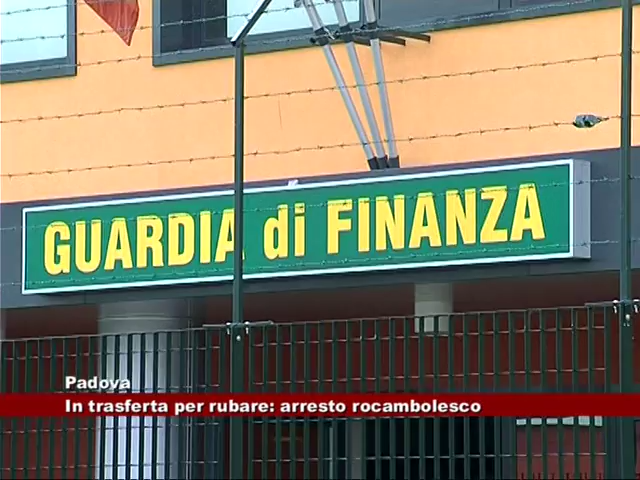 GUARDIA di FINANZA
Padova
In trasferta per rubare: arresto rocambolesco